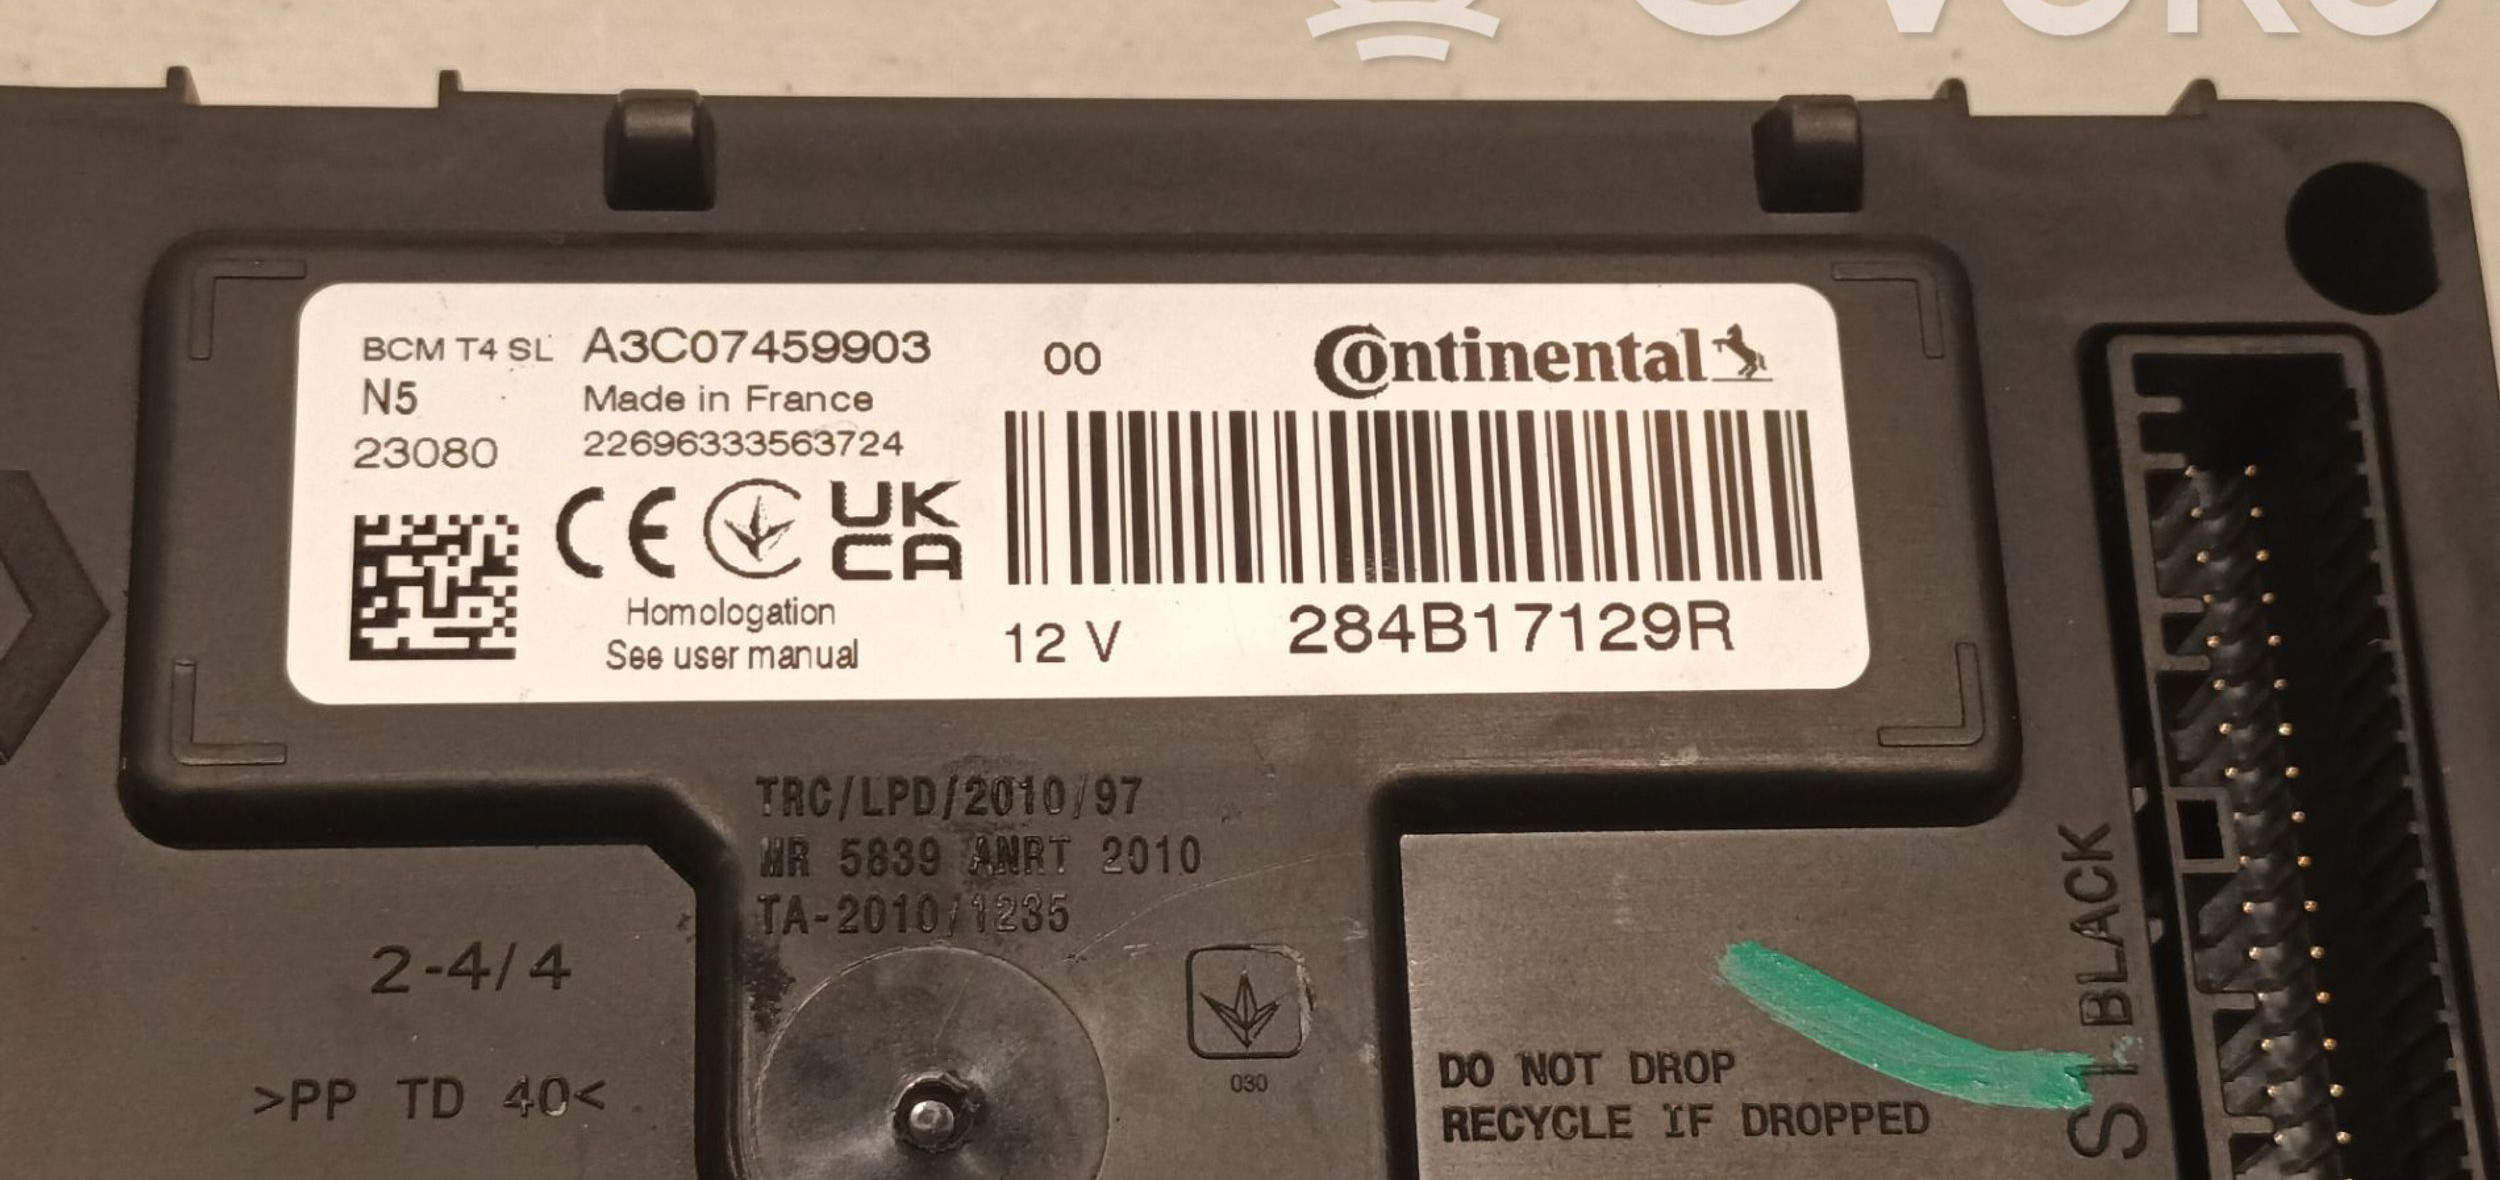 BCM T4 SL A3C07459903 00 Continental
N5 Made in France
23080 22696333563724
CE UK CA
Homologation
See user manual
12 V 284B17129R
TRC/LPD/2010/97
MR 5839 ANRT 2010
TA-2010/1235
2-4/4
>PP TD 40<
030
DO NOT DROP
RECYCLE IF DROPPED
BLACK